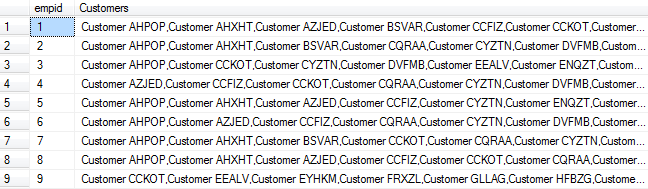 empid Customers
1 1 Customer AHPOP,Customer AHXHT,Customer AZJED,Customer BSVAR,Customer CCFIZ,Customer CCKOT,Customer...
2 2 Customer AHPOP,Customer AHXHT,Customer BSVAR,Customer CQRAA,Customer CYZTN,Customer DVFMB,Customer...
3 3 Customer AHPOP,Customer CCKOT,Customer CYZTN,Customer DVFMB,Customer EEALV,Customer ENQZT,Custome...
4 4 Customer AZJED,Customer CCFIZ,Customer CCKOT,Customer CQRAA,Customer CYZTN,Customer DVFMB,Customer...
5 5 Customer AHPOP,Customer AHXHT,Customer AZJED,Customer CCFIZ,Customer CYZTN,Customer ENQZT,Customer...
6 6 Customer AHPOP,Customer AZJED,Customer CCFIZ,Customer CQRAA,Customer CYZTN,Customer DVFMB,Customer...
7 7 Customer AHPOP,Customer AHXHT,Customer BSVAR,Customer CCKOT,Customer CQRAA,Customer CYZTN,Custom...
8 8 Customer AHPOP,Customer AHXHT,Customer AZJED,Customer CCFIZ,Customer CCKOT,Customer CQRAA,Customer...
9 9 Customer CCKOT,Customer EEALV,Customer EYHKM,Customer FRXZL,Customer GLLAG,Customer HFBZG,Custome...